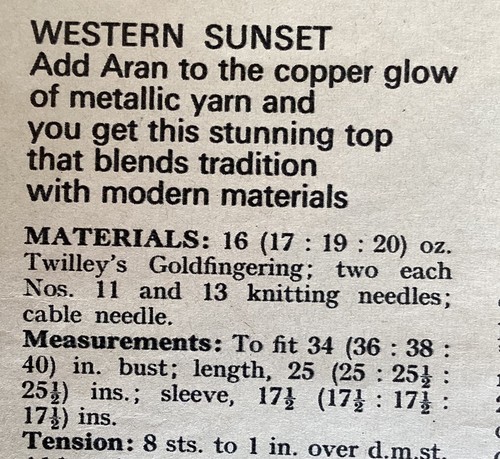 WESTERN SUNSET
Add Aran to the copper glow
of metallic yarn and
you get this stunning top
that blends tradition
with modern materials
MATERIALS: 16 (17 : 19 : 20) oz.
Twilley's Goldfingering; two each
Nos. 11 and 13 knitting needles;
cable needle.
Measurements: To fit 34 (36 : 38 :
40) in. bust; length, 25 (25 : 25½ :
25½) ins.; sleeve, 17½ (17½ : 17½ :
17½) ins.
Tension: 8 sts. to 1 in. over d.m.st.